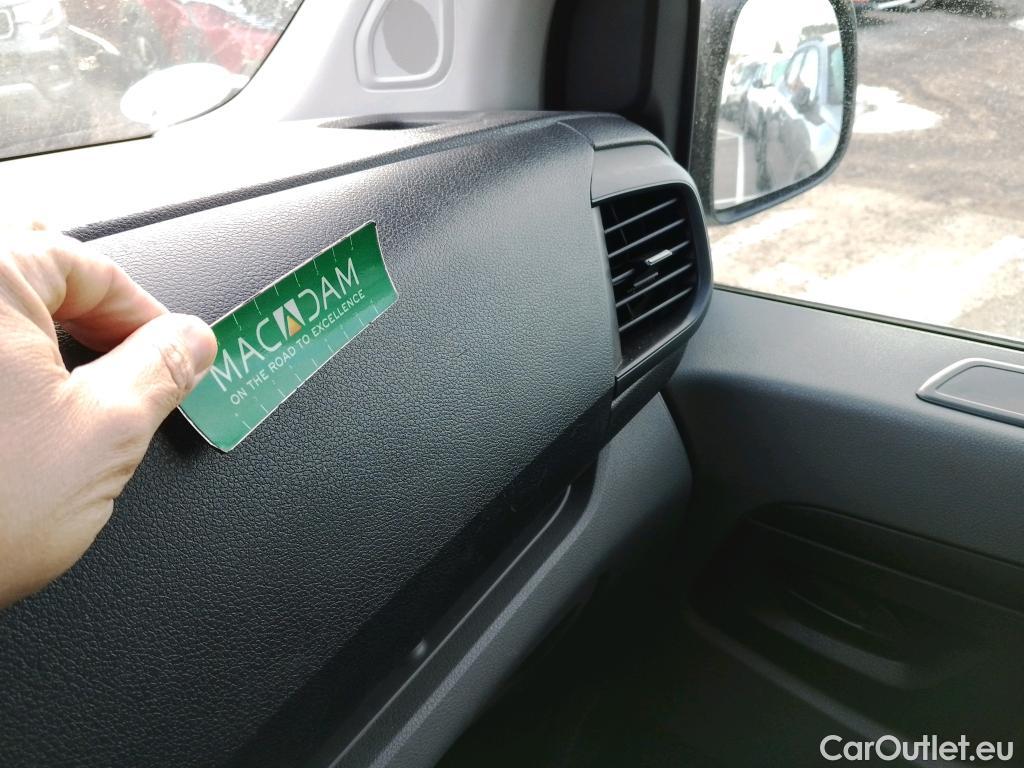 MACADAM
ON THE ROAD TO EXCELLENCE
CarOutlet.eu